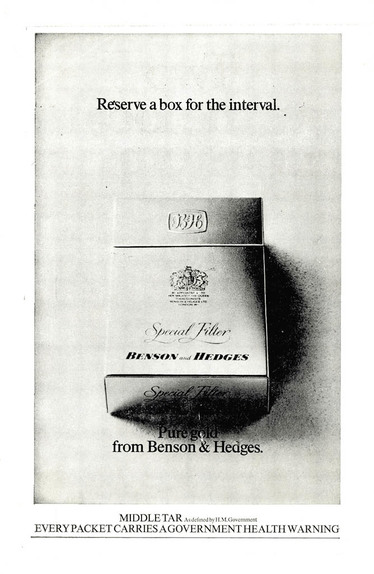 Reserve a box for the interval.
B&H
Special Filter
BENSON and HEDGES
Special Filter
Pure gold
from Benson & Hedges.
MIDDLE TAR As defined by H.M. Government
EVERY PACKET CARRIES A GOVERNMENT HEALTH WARNING